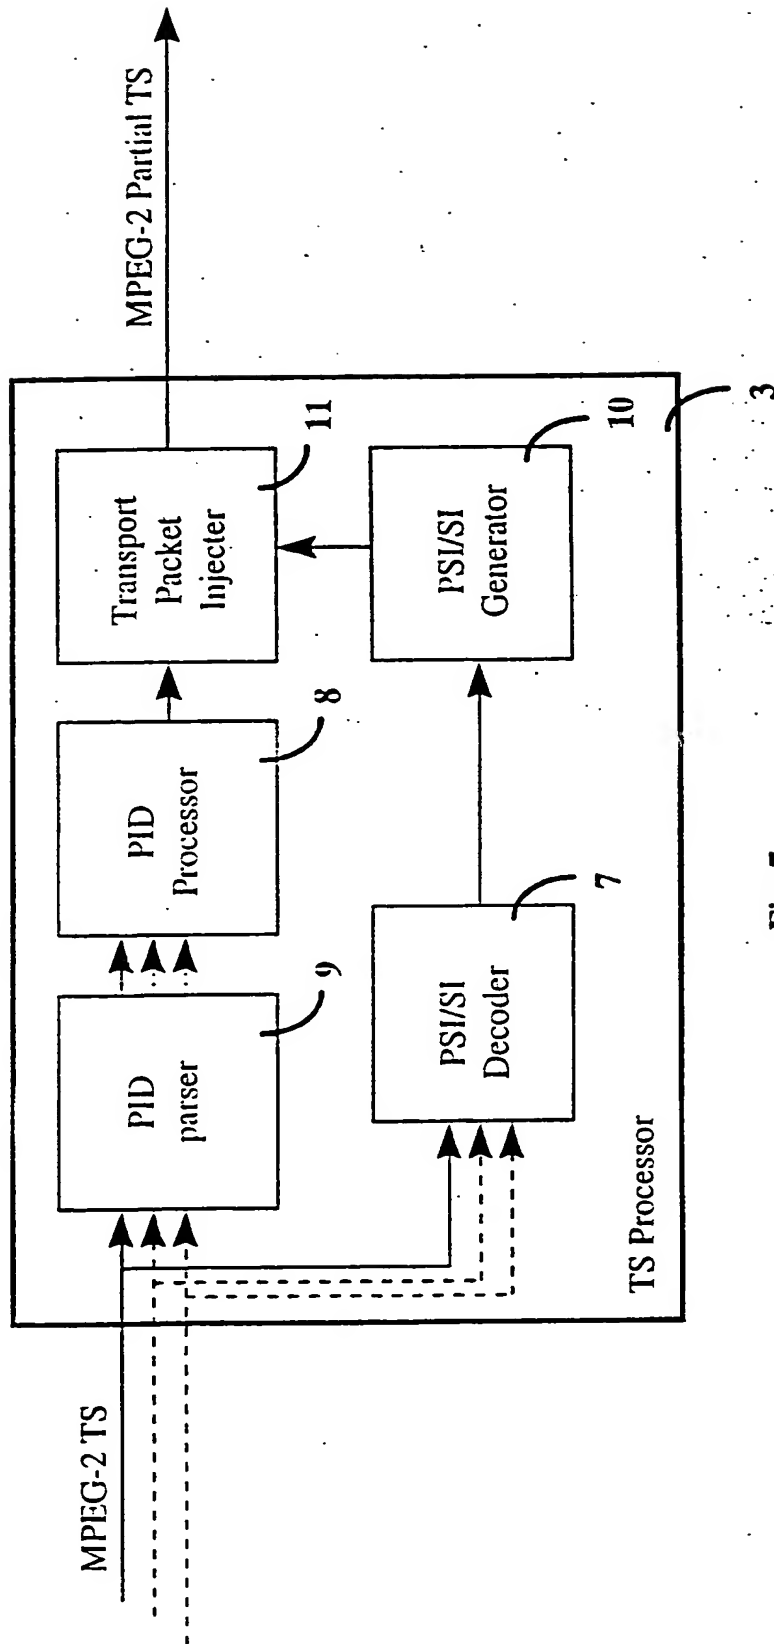 MPEG-2 TS
MPEG-2 Partial TS
PID
parser
9
PID
Processor
8
Transport
Packet
Injecter
11
PSI/SI
Decoder
7
PSI/SI
Generator
10
TS Processor
3